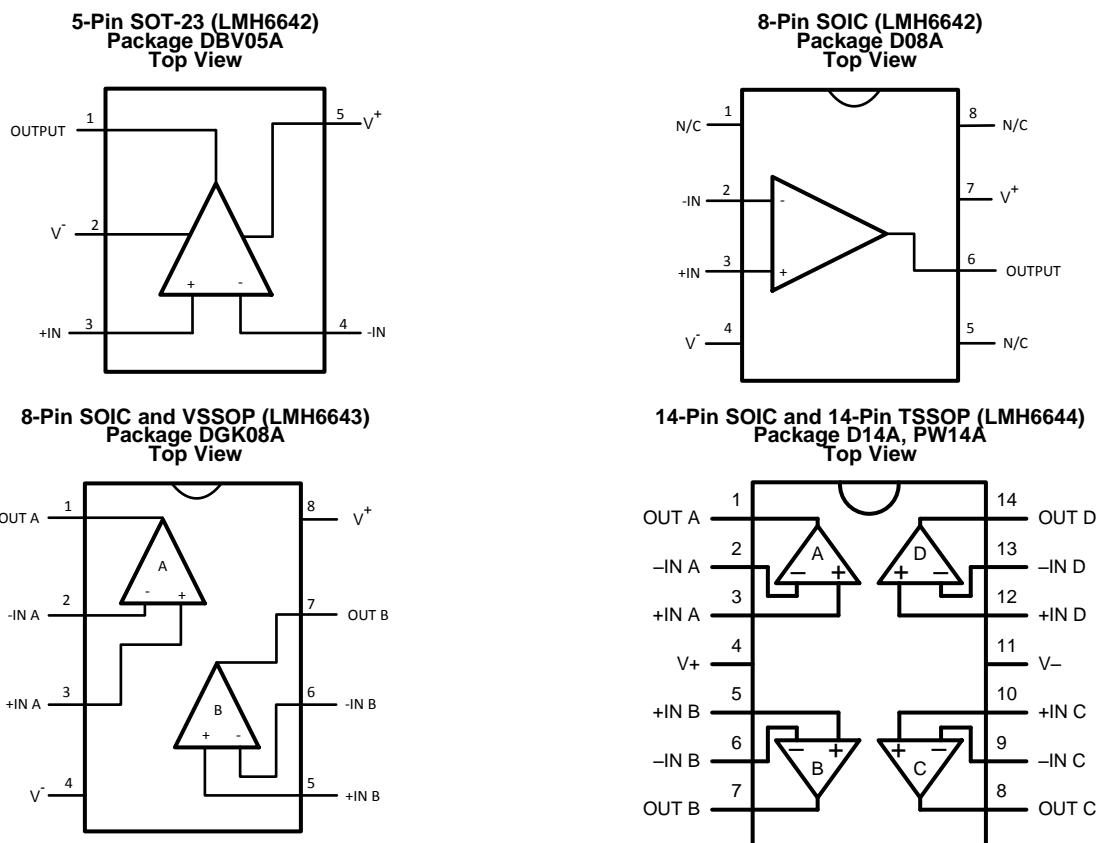 5-Pin SOT-23 (LMH6642)
Package DBV05A
Top View
OUTPUT 1
5 V+
V- 2
+ -
+IN 3
4 -IN
8-Pin SOIC (LMH6642)
Package D08A
Top View
N/C 1
8 N/C
-IN 2 -
7 V+
+IN 3 +
6 OUTPUT
V- 4
5 N/C
8-Pin SOIC and VSSOP (LMH6643)
Package DGK08A
Top View
OUT A 1
8 V+
A
- +
-IN A 2
7 OUT B
+IN A 3
6 -IN B
B
+ -
V- 4
5 +IN B
14-Pin SOIC and 14-Pin TSSOP (LMH6644)
Package D14A, PW14A
Top View
OUT A 1
14 OUT D
A D
–IN A 2 – + + – 13 –IN D
+IN A 3
12 +IN D
V+ 4
11 V–
+IN B 5
10 +IN C
–IN B 6 – + + – 9 –IN C
B C
OUT B 7
8 OUT C